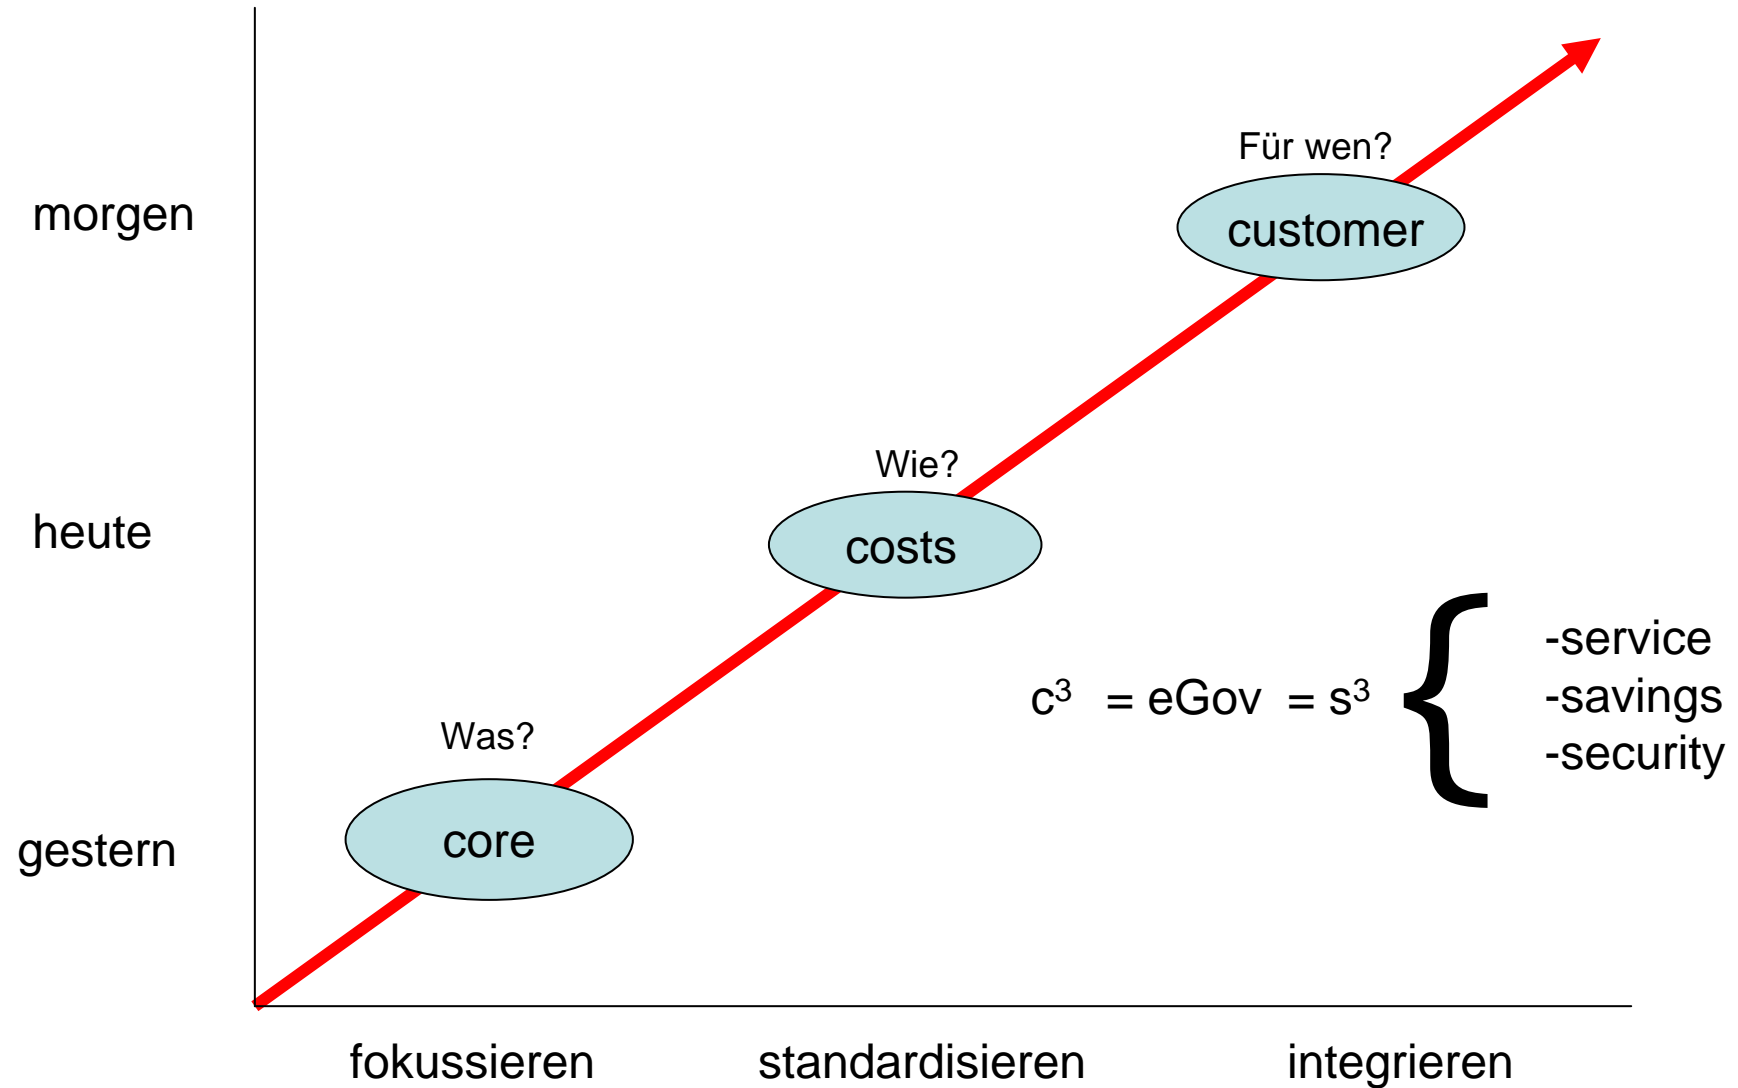 Für wen?
morgen
customer
Wie?
heute
costs
-service
c³ = eGov = s³ {
-savings
Was?
-security
core
gestern
fokussieren standardisieren integrieren